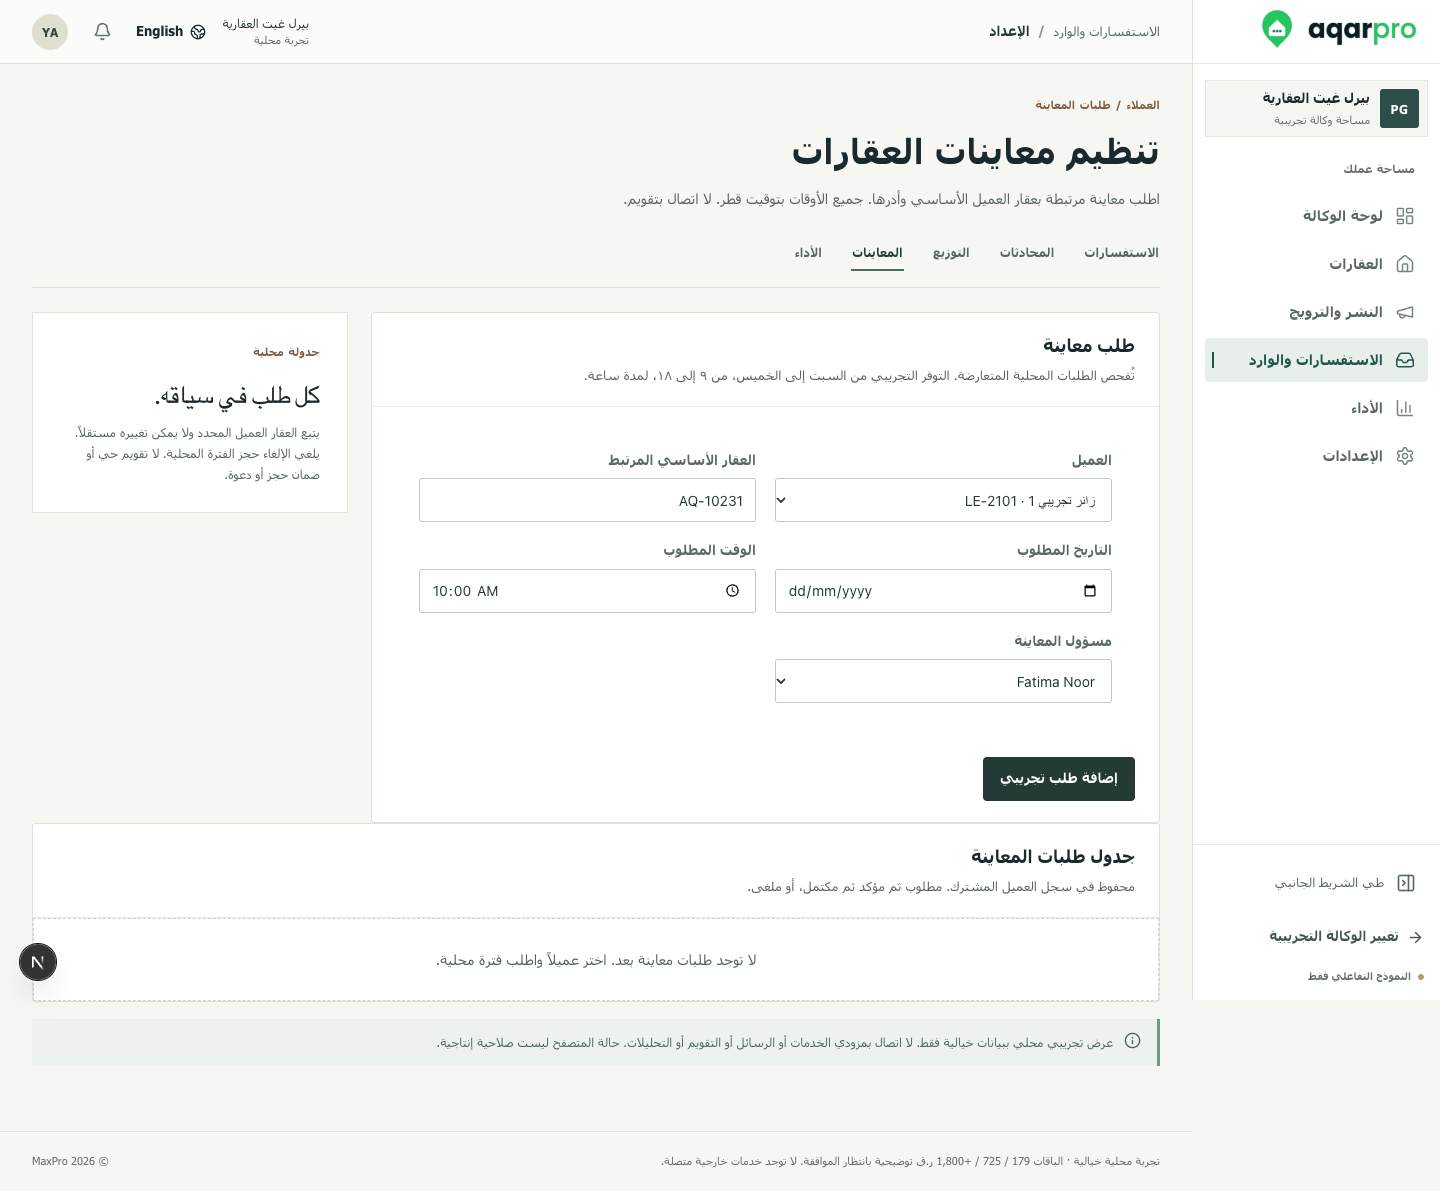 aqarpro
PG
بيرل غيت العقارية
مساحة وكالة تجريبية
مساحة عملك
لوحة الوكالة
العقارات
النشر والترويج
الاستفسارات والوارد
الأداء
الإعدادات
طي الشريط الجانبي
تغيير الوكالة التجريبية
النموذج التفاعلي فقط
الاستفسارات والوارد / الإعداد
بيرل غيت العقارية
تجربة محلية
English
YA
العملاء / طلبات المعاينة
تنظيم معاينات العقارات
اطلب معاينة مرتبطة بعقار العميل الأساسي وأدرها. جميع الأوقات بتوقيت قطر. لا اتصال بتقويم.
الاستفسارات
المحادثات
التوزيع
المعاينات
الأداء
طلب معاينة
تُفحص الطلبات المحلية المتعارضة. التوفر التجريبي من السبت إلى الخميس، من ٩ إلى ١٨، لمدة ساعة.
العميل
زائر تجريبي 1 · LE-2101
العقار الأساسي المرتبط
AQ-10231
التاريخ المطلوب
dd/mm/yyyy
الوقت المطلوب
10:00 AM
مسؤول المعاينة
Fatima Noor
إضافة طلب تجريبي
جدولة محلية
كل طلب في سياقه.
يتبع العقار العميل المحدد ولا يمكن تغييره مستقلاً.
يلغي الإلغاء حجز الفترة المحلية. لا تقويم حي أو
ضمان حجز أو دعوة.
جدول طلبات المعاينة
محفوظ في سجل العميل المشترك. مطلوب ثم مؤكد ثم مكتمل، أو ملغى.
لا توجد طلبات معاينة بعد. اختر عميلاً واطلب فترة محلية.
عرض تجريبي محلي ببيانات خيالية فقط. لا اتصال بمزودي الخدمات أو الرسائل أو التقويم أو التحليلات. حالة المتصفح ليست صلاحية إنتاجية.
تجربة محلية خيالية · الباقات 179 / 725 / +1,800 ر.ق توضيحية بانتظار الموافقة. لا توجد خدمات خارجية متصلة.
© 2026 MaxPro
N